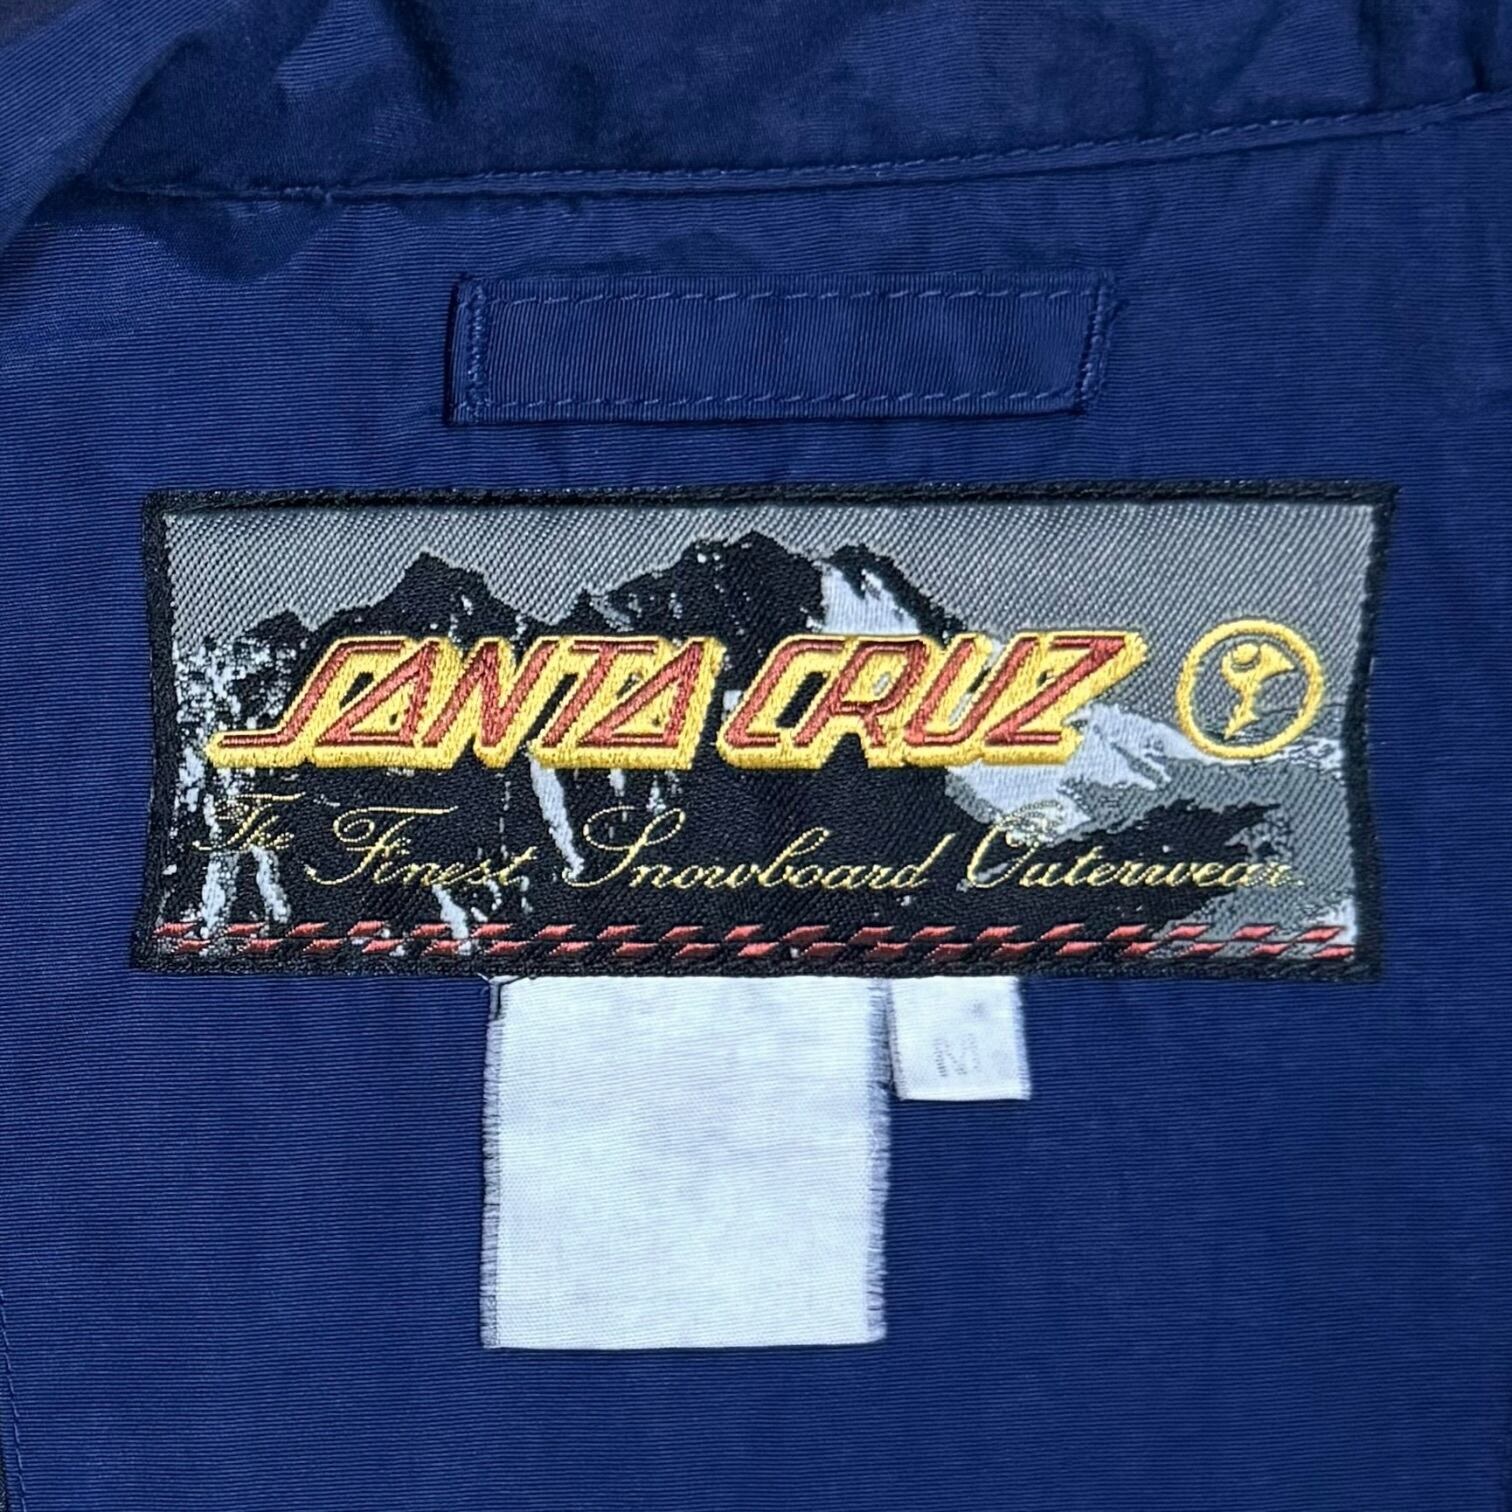 SANTA CRUZ
The Finest Snowboard Outerwear
M